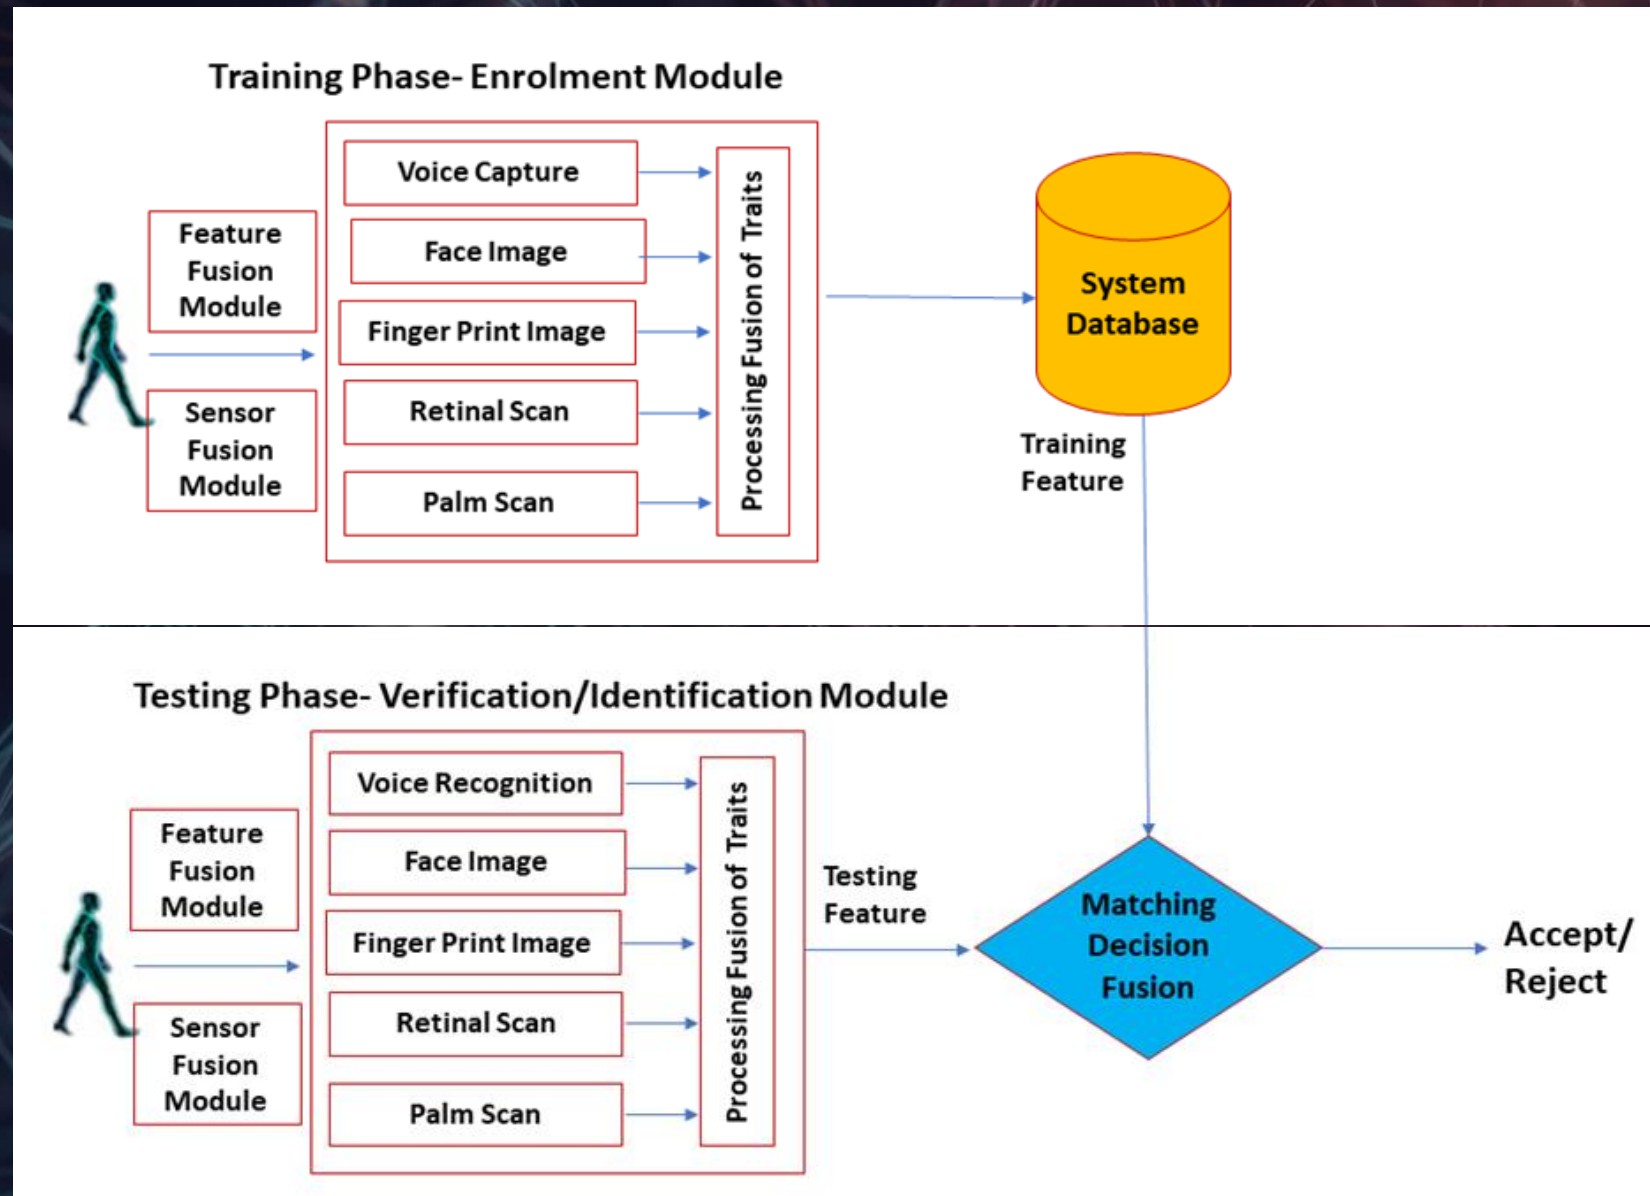 Training Phase- Enrolment Module
Feature
Fusion
Module
Sensor
Fusion
Module
Voice Capture
Face Image
Finger Print Image
Retinal Scan
Palm Scan
Processing Fusion of Traits
System
Database
Training
Feature
Testing Phase- Verification/Identification Module
Feature
Fusion
Module
Sensor
Fusion
Module
Voice Recognition
Face Image
Finger Print Image
Retinal Scan
Palm Scan
Processing Fusion of Traits
Testing
Feature
Matching
Decision
Fusion
Accept/
Reject